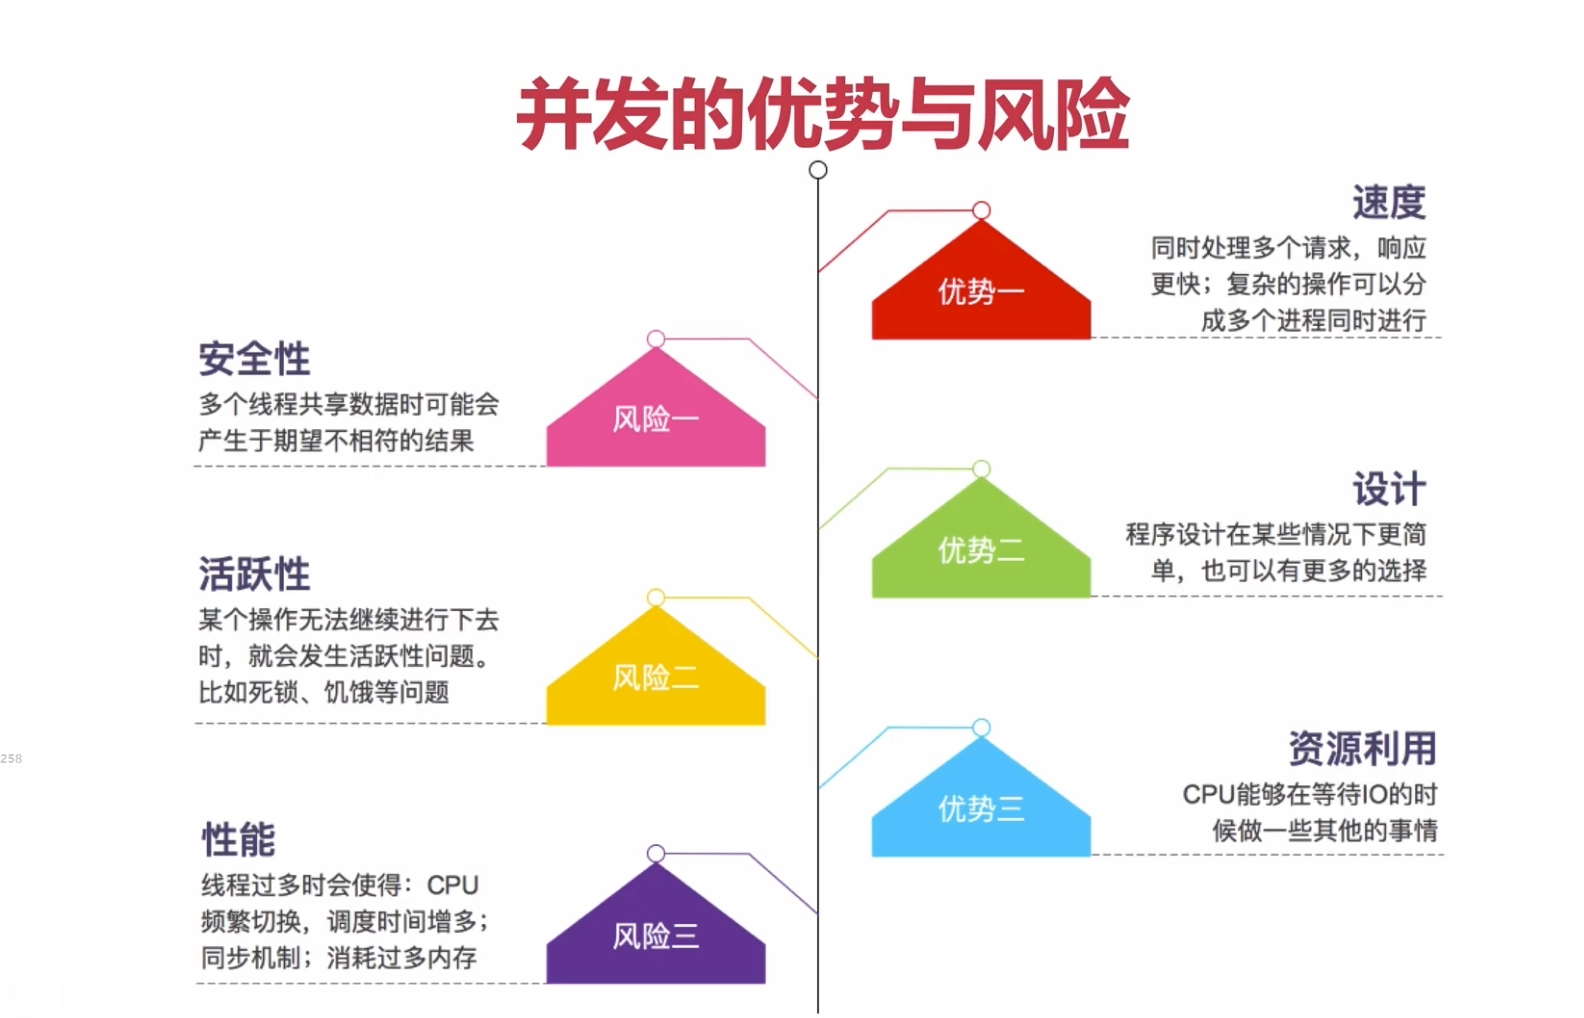 并发的优势与风险
速度
同时处理多个请求，响应
更快；复杂的操作可以分
成多个进程同时进行
优势一
安全性
多个线程共享数据时可能会
产生于期望不相符的结果
风险一
设计
程序设计在某些情况下更简
单，也可以有更多的选择
优势二
活跃性
某个操作无法继续进行下去
时，就会发生活跃性问题。
比如死锁、饥饿等问题
风险二
资源利用
CPU能够在等待IO的时
候做一些其他的事情
优势三
性能
线程过多时会使得：CPU
频繁切换，调度时间增多；
同步机制；消耗过多内存
风险三
258